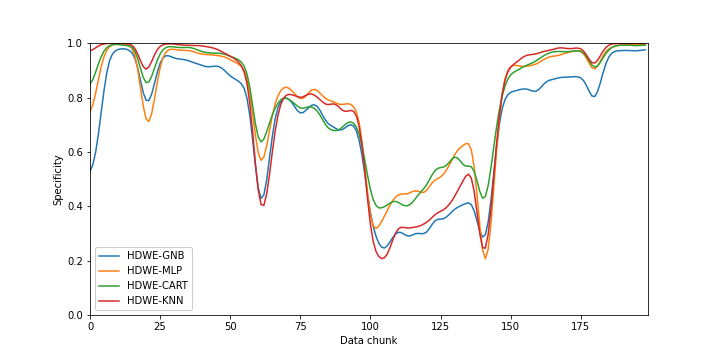 1.0
0.8
0.6
0.4
0.2
0.0
Specificity
HDWE-GNB
HDWE-MLP
HDWE-CART
HDWE-KNN
0 25 50 75 100 125 150 175
Data chunk